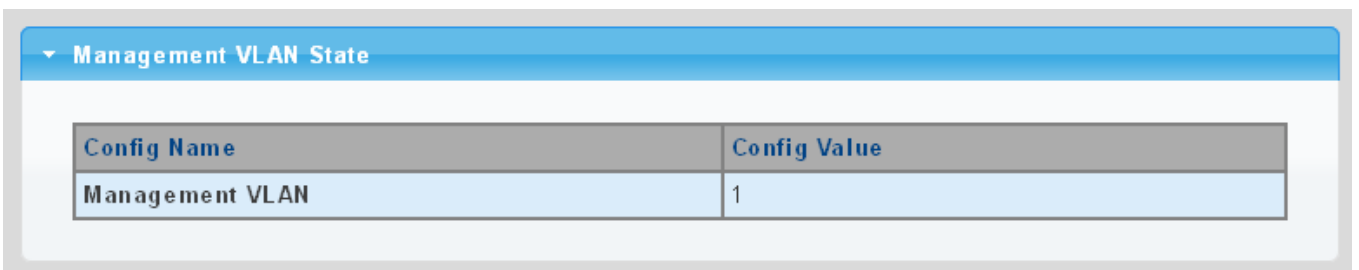 Management VLAN State
Config Name Config Value
Management VLAN 1